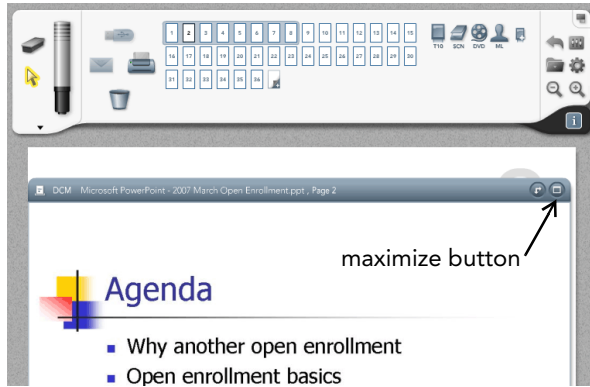 1 2 3 4 5 6 7 8 9 10 11 12 13 14 15
16 17 18 19 20 21 22 23 24 25 26 27 28 29 30
31 32 33 34 35 36
T10 SCN DVD ML
i
DCM Microsoft PowerPoint - 2007 March Open Enrollment.ppt , Page 2
maximize button
Agenda
Why another open enrollment
Open enrollment basics